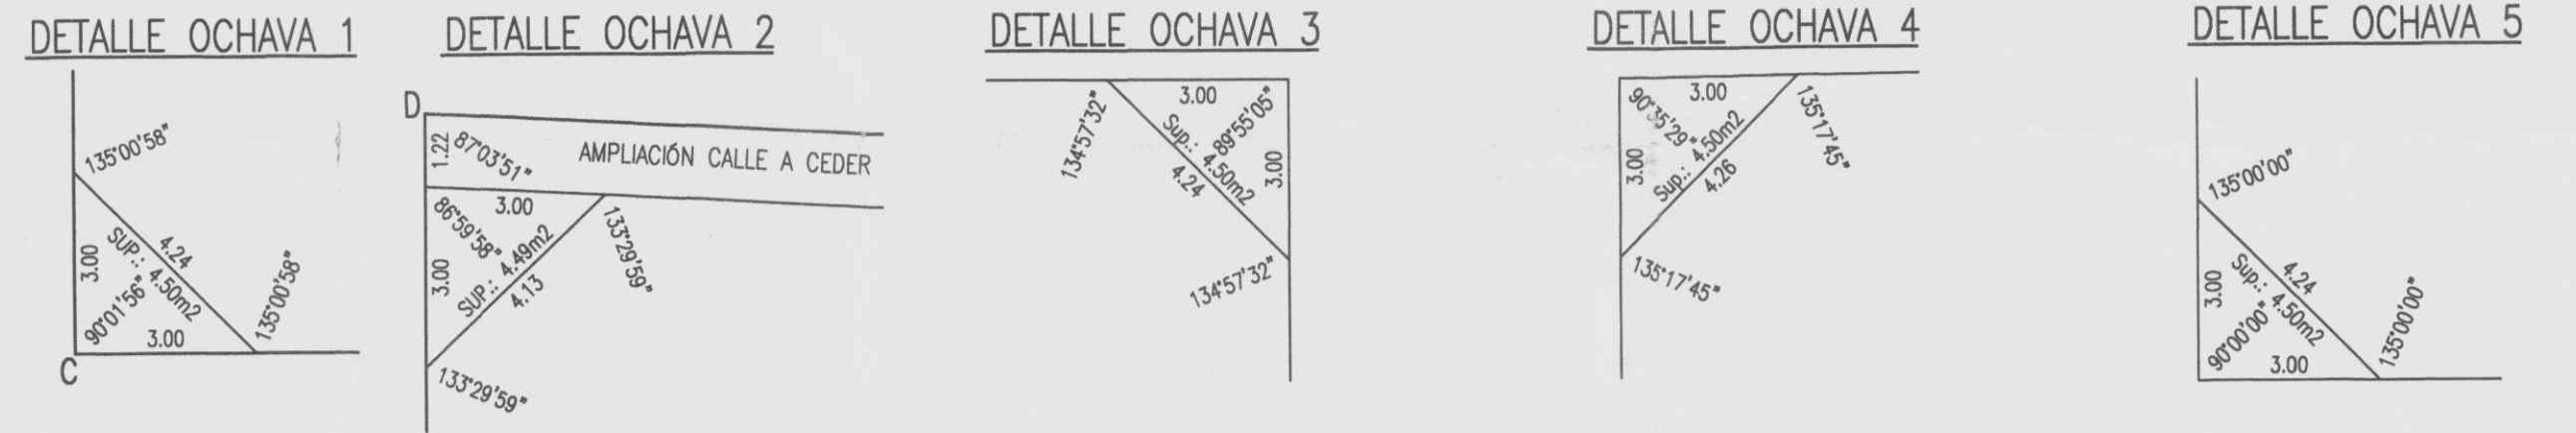 DETALLE OCHAVA 1
135°00'58"
3.00
4.24
SUP.: 4.50m2
90°01'56"
3.00
135°00'58"
C
DETALLE OCHAVA 2
D
1.22
87°03'51"
AMPLIACIÓN CALLE A CEDER
3.00
86°59'58"
3.00
SUP.: 4.49m2
4.13
133°29'59"
133°29'59"
DETALLE OCHAVA 3
3.00
134°57'32"
89°55'05"
Sup.: 4.50m2
4.24
3.00
134°57'32"
DETALLE OCHAVA 4
3.00
90°35'29"
3.00
Sup.: 4.50m2
4.26
135°17'45"
135°17'45"
DETALLE OCHAVA 5
135°00'00"
3.00
4.24
Sup.: 4.50m2
90°00'00"
3.00
135°00'00"